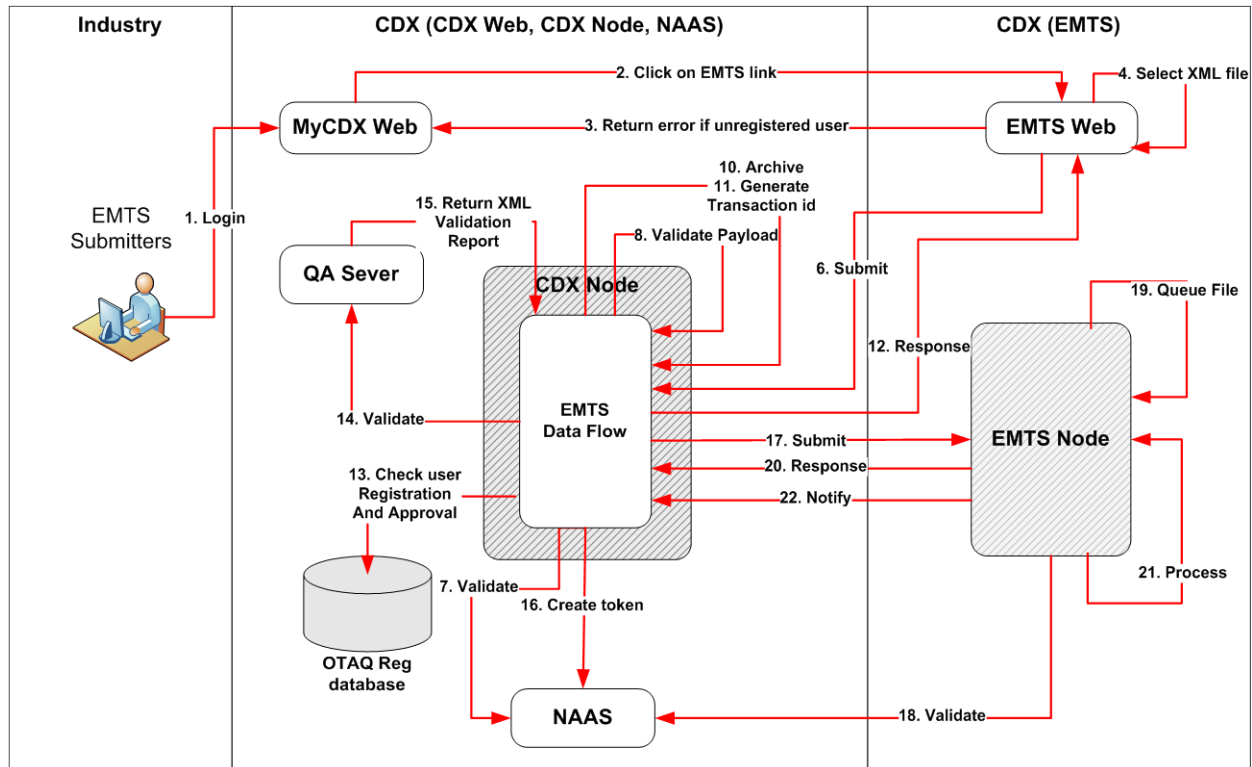 Industry
CDX (CDX Web, CDX Node, NAAS)
CDX (EMTS)
2. Click on EMTS link
4. Select XML file
MyCDX Web
3. Return error if unregistered user
EMTS Web
10. Archive
11. Generate
Transaction id
15. Return XML
Validation
Report
8. Validate Payload
EMTS
Submitters
1. Login
QA Sever
6. Submit
CDX Node
19. Queue File
12. Response
14. Validate
EMTS
Data Flow
17. Submit
EMTS Node
20. Response
13. Check user
Registration
And Approval
22. Notify
7. Validate
16. Create token
21. Process
OTAQ Reg
database
NAAS
18. Validate